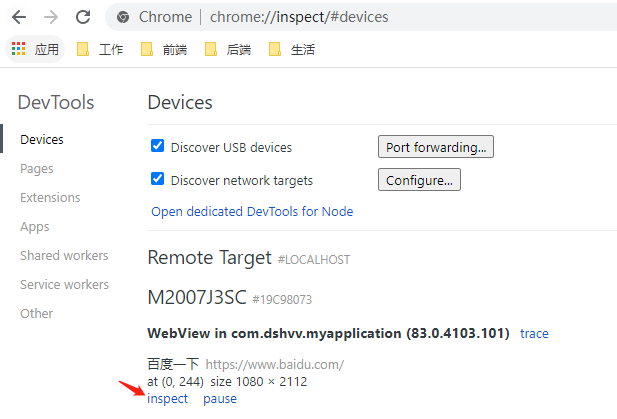 Chrome | chrome://inspect/#devices
应用 工作 前端 后端 生活
DevTools
Devices
Pages
Extensions
Apps
Shared workers
Service workers
Other
Devices
Discover USB devices Port forwarding...
Discover network targets Configure...
Open dedicated DevTools for Node
Remote Target #LOCALHOST
M2007J3SC #19C98073
WebView in com.dshvv.myapplication (83.0.4103.101) trace
百度一下 https://www.baidu.com/
at (0, 244) size 1080 × 2112
inspect pause